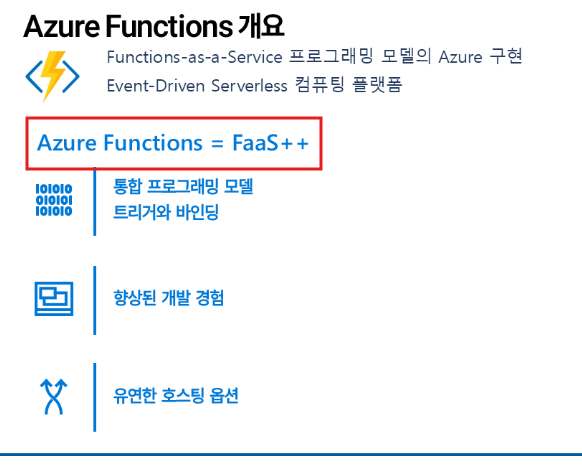 Azure Functions 개요
Functions-as-a-Service 프로그래밍 모델의 Azure 구현
Event-Driven Serverless 컴퓨팅 플랫폼
Azure Functions = FaaS++
101010
010101
101010
통합 프로그래밍 모델
트리거와 바인딩
향상된 개발 경험
유연한 호스팅 옵션